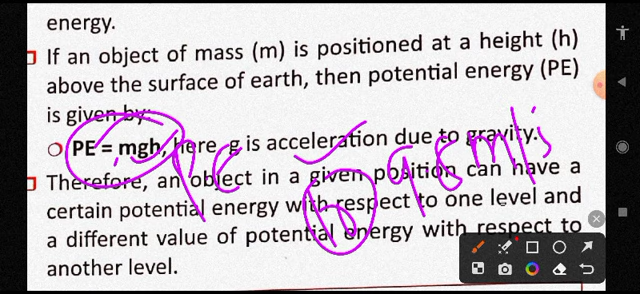 energy.
If an object of mass (m) is positioned at a height (h)
above the surface of earth, then potential energy (PE)
is given by:
PE = mgh, here g is acceleration due to gravity.
Therefore, an object in a given position can have a
certain potential energy with respect to one level and
a different value of potential energy with respect to
another level.